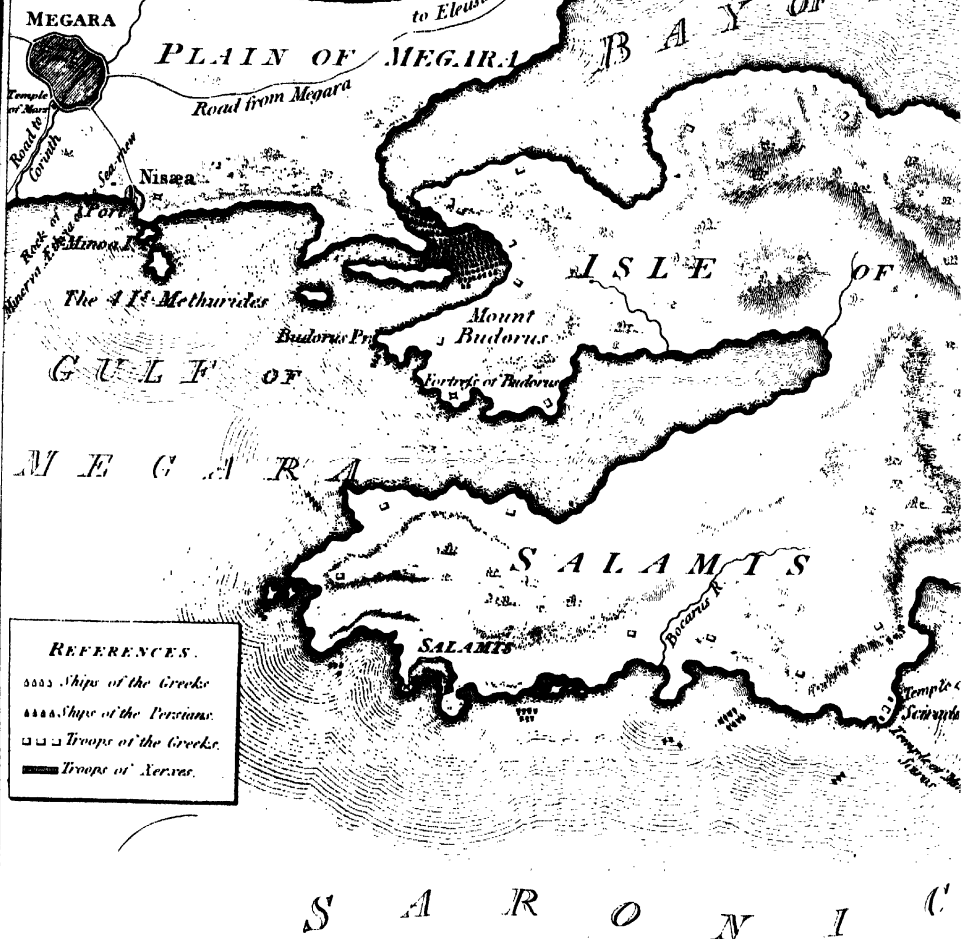 to Eleusi
MEGARA
PLAIN OF MEGARA
BAY OF
Road from Megara
Temple
of Mars
Road to
Corinth
Nisæa
Port
Rock of
Minerva
Minoa I.
The 4 Is. Methurides
ISLE OF
Mount
Budorus
Budorus Pr.
Fortress of Budorus
GULF OF
MEGARA
SALAMIS
Bocarus R
SALAMIS
REFERENCES.
Ships of the Greeks
Ships of the Persians.
Troops of the Greeks.
Troops of Xerxes.
Temple
Temple of
Scirus
SARONIC